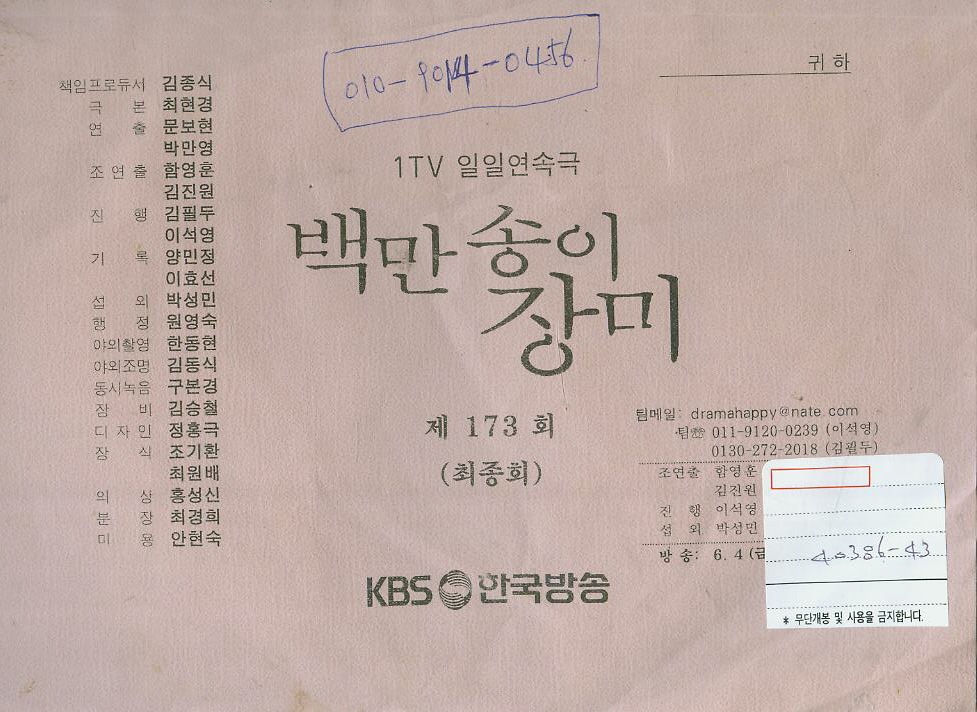 010-9014-0456
귀하
책임프로듀서 김종식
극 본 최현경
연 출 문보현
박만영
조 연 출 함영훈
김진원
진 행 김필두
이석영
기 록 양민정
이효선
섭 외 박성민
행 정 원영숙
야외촬영 한동현
야외조명 김동식
동시녹음 구본경
장 비 김승철
디 자 인 정홍극
장 식 조기환
최원배
의 상 홍성신
분 장 최경희
미 용 안현숙
1TV 일일연속극
백만송이
장미
제 173 회
(최종회)
KBS 한국방송
팀메일: dramahappy@nate.com
팀☎ 011-9120-0239 (이석영)
0130-272-2018 (김필두)
조연출 함영훈
김진원
진 행 이석영
섭 외 박성민
방 송: 6. 4 (금
40386-43
* 무단개봉 및 사용을 금지합니다.